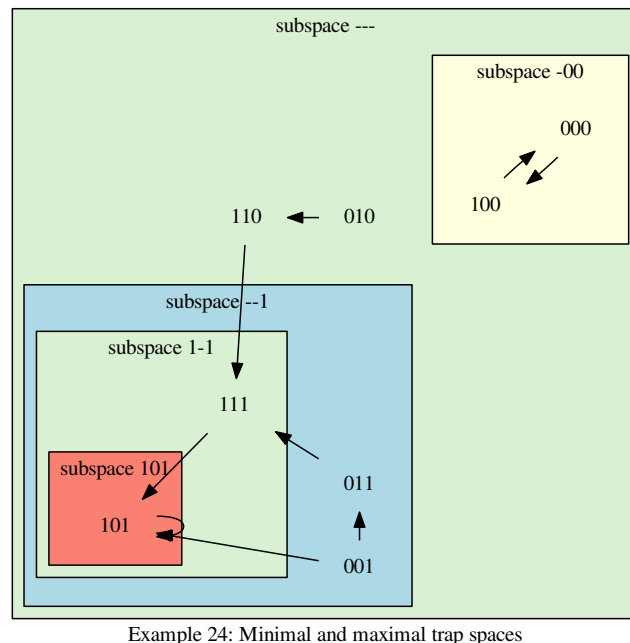 subspace ---
subspace -00
000
100
110
010
subspace --1
subspace 1-1
111
011
subspace 101
101
001
Example 24: Minimal and maximal trap spaces